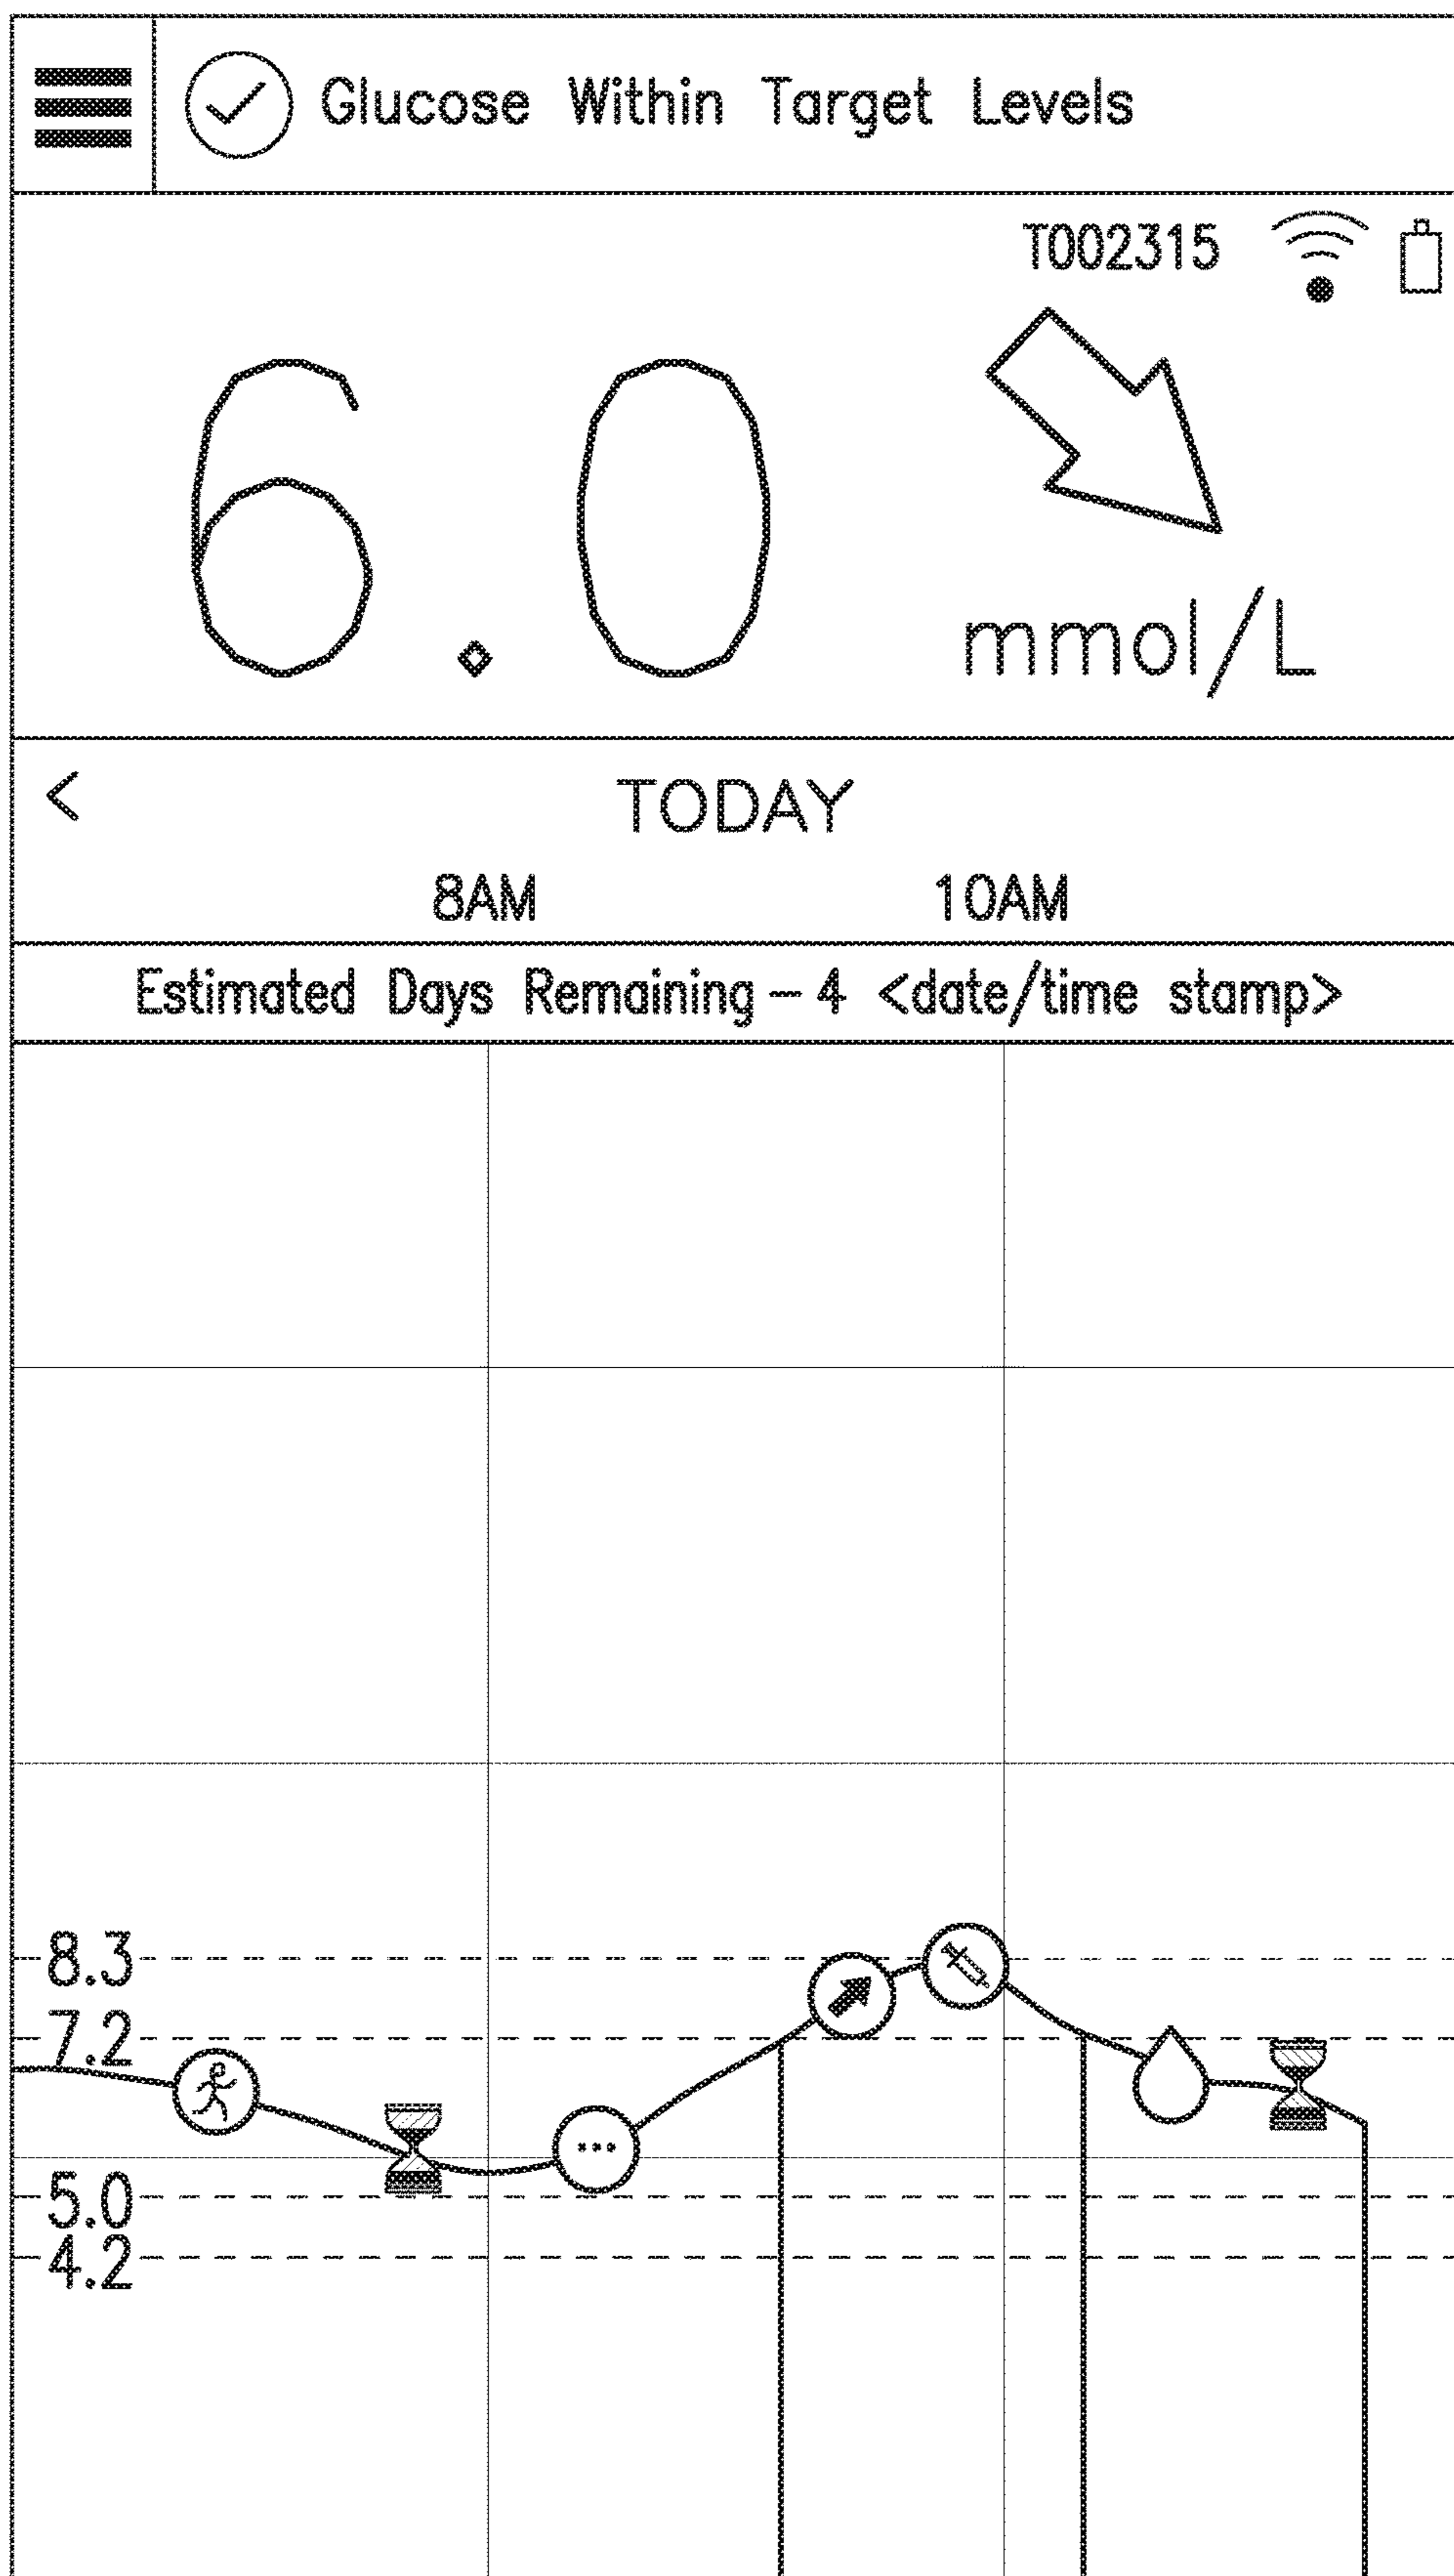 Glucose Within Target Levels
T002315
6.0
mmol/L
<
TODAY
8AM 10AM
Estimated Days Remaining – 4 <date/time stamp>
8.3
7.2
5.0
4.2